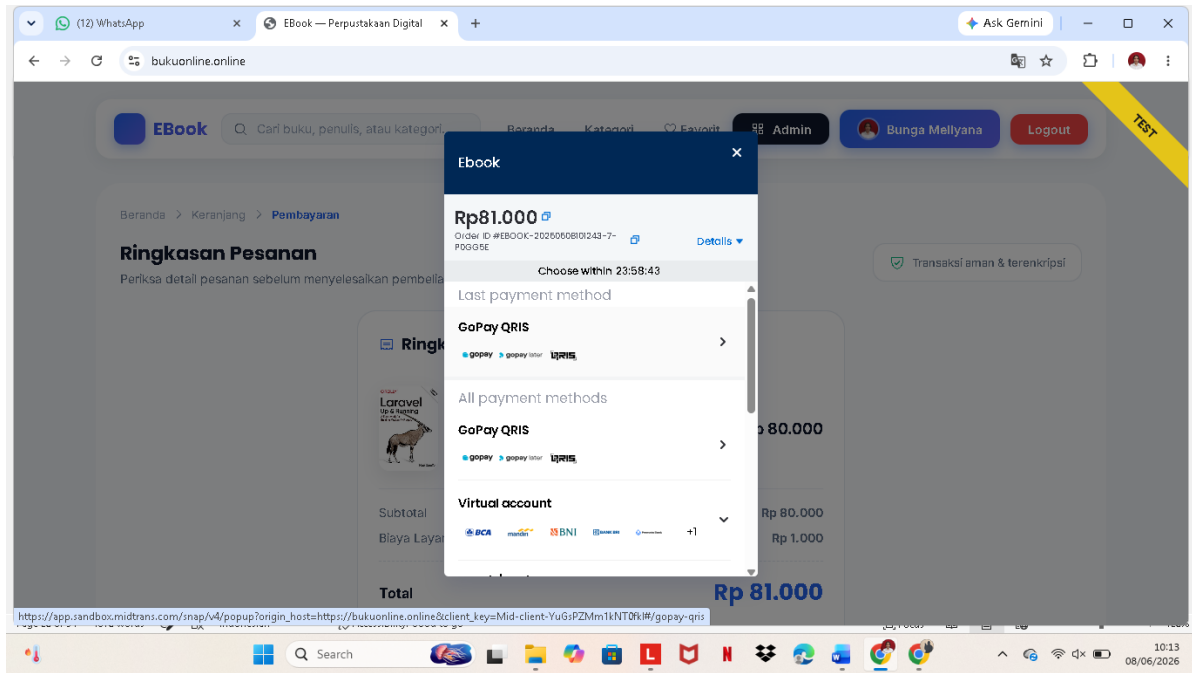 (12) WhatsApp
EBook — Perpustakaan Digital
Ask Gemini
bukuonline.online
TEST
EBook
Cari buku, penulis, atau kategori.
Beranda
Kategori
Favorit
Admin
Bunga Mellyana
Logout
Ebook
Beranda > Keranjang > Pembayaran
Ringkasan Pesanan
Periksa detail pesanan sebelum menyelesaikan pembelia
Transaksi aman & terenkripsi
Rp81.000
Order ID #EBOOK-20260608101243-7-
P0GG5E
Details
Choose within 23:58:43
Last payment method
GoPay QRIS
gopay gopay later QRIS
All payment methods
GoPay QRIS
gopay gopay later QRIS
Virtual account
BCA mandiri BNI
+1
Ringk
Laravel
Up & Running
80.000
Subtotal
Rp 80.000
Biaya Layan
Rp 1.000
Total
Rp 81.000
https://app.sandbox.midtrans.com/snap/v4/popup?origin_host=https://bukuonline.online&client_key=Mid-client-YuGsPZMm1kNT0fkI#/gopay-qris
Search
10:13
08/06/2026